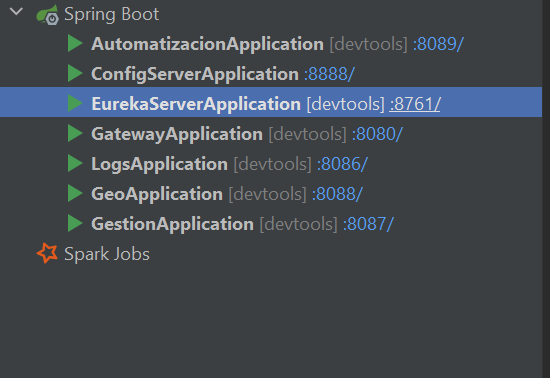 Spring Boot
AutomatizacionApplication [devtools] :8089/
ConfigServerApplication :8888/
EurekaServerApplication [devtools] :8761/
GatewayApplication [devtools] :8080/
LogsApplication [devtools] :8086/
GeoApplication [devtools] :8088/
GestionApplication [devtools] :8087/
Spark Jobs